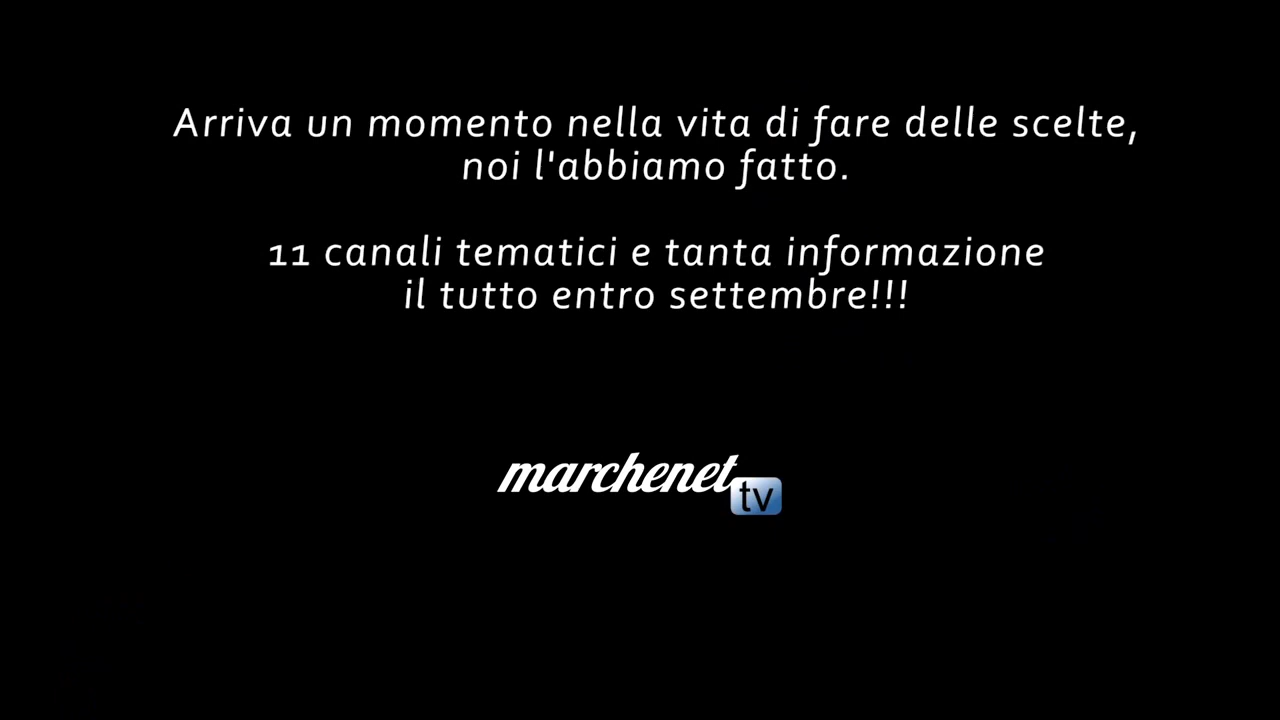 Arriva un momento nella vita di fare delle scelte,
noi l'abbiamo fatto.
11 canali tematici e tanta informazione
il tutto entro settembre!!!
marchenet
tv